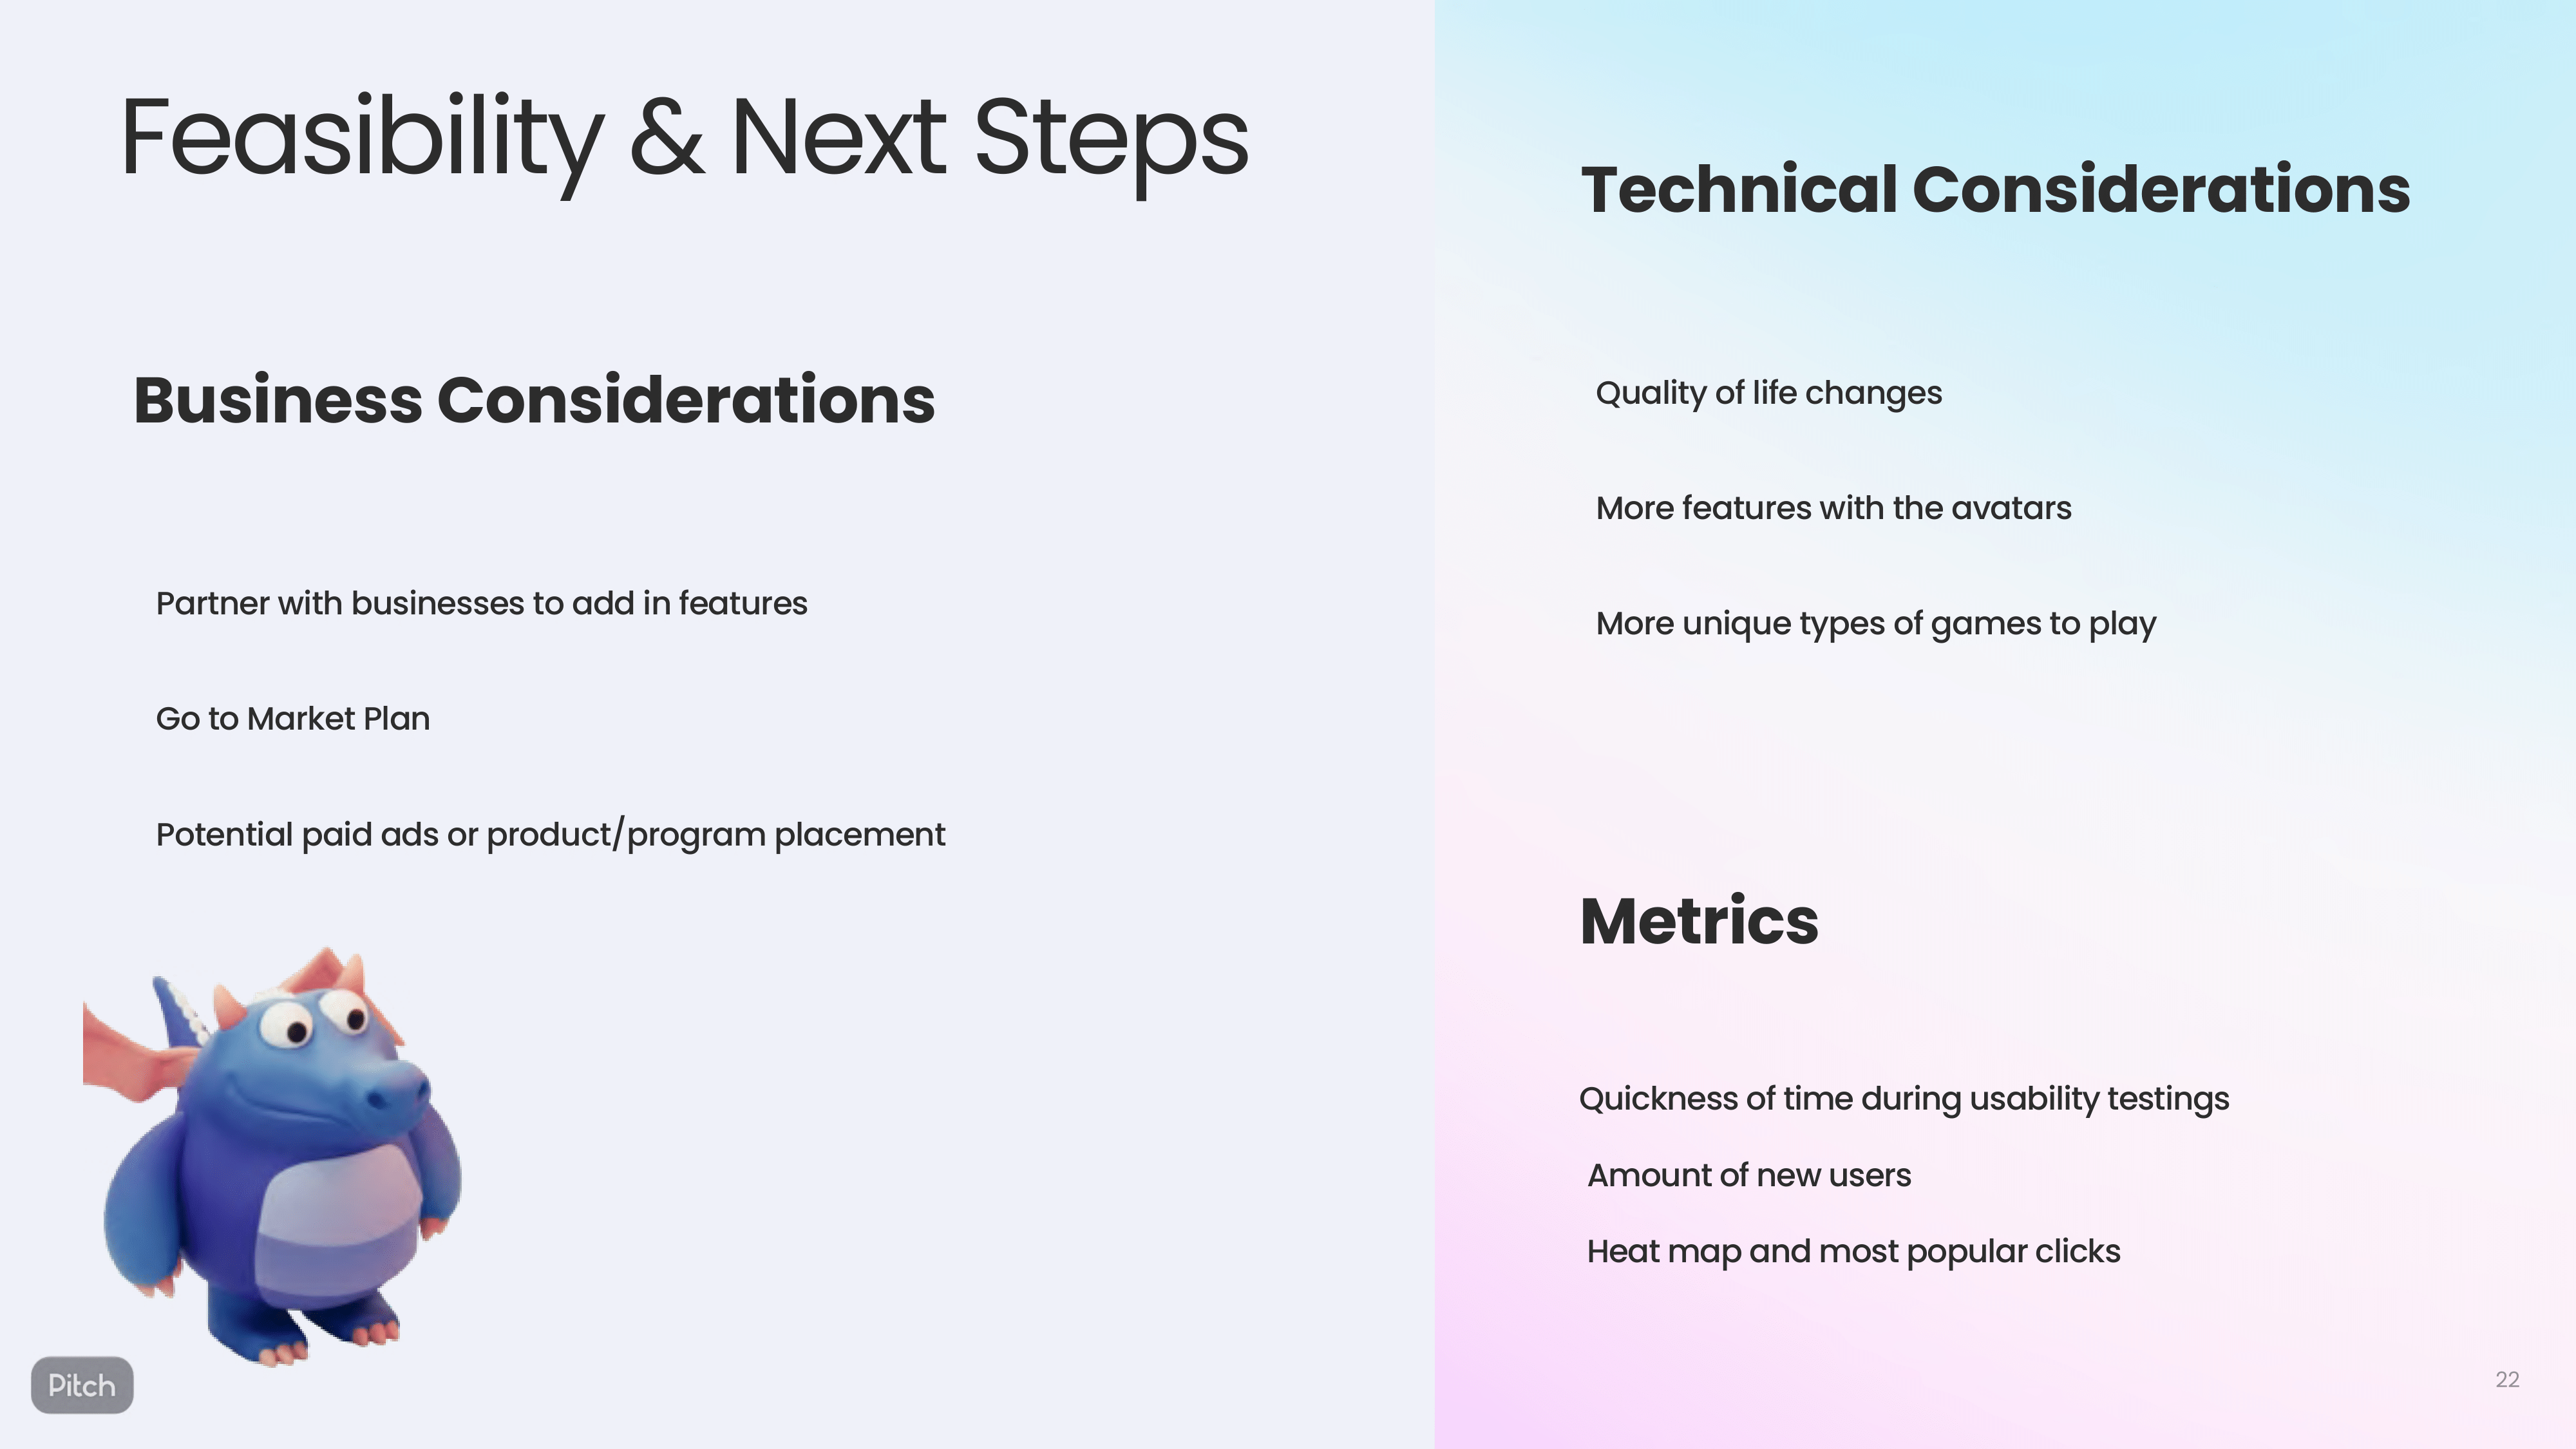 Feasibility & Next Steps
Business Considerations
Partner with businesses to add in features
Go to Market Plan
Potential paid ads or product/program placement
Pitch
Technical Considerations
Quality of life changes
More features with the avatars
More unique types of games to play
Metrics
Quickness of time during usability testings
Amount of new users
Heat map and most popular clicks
22